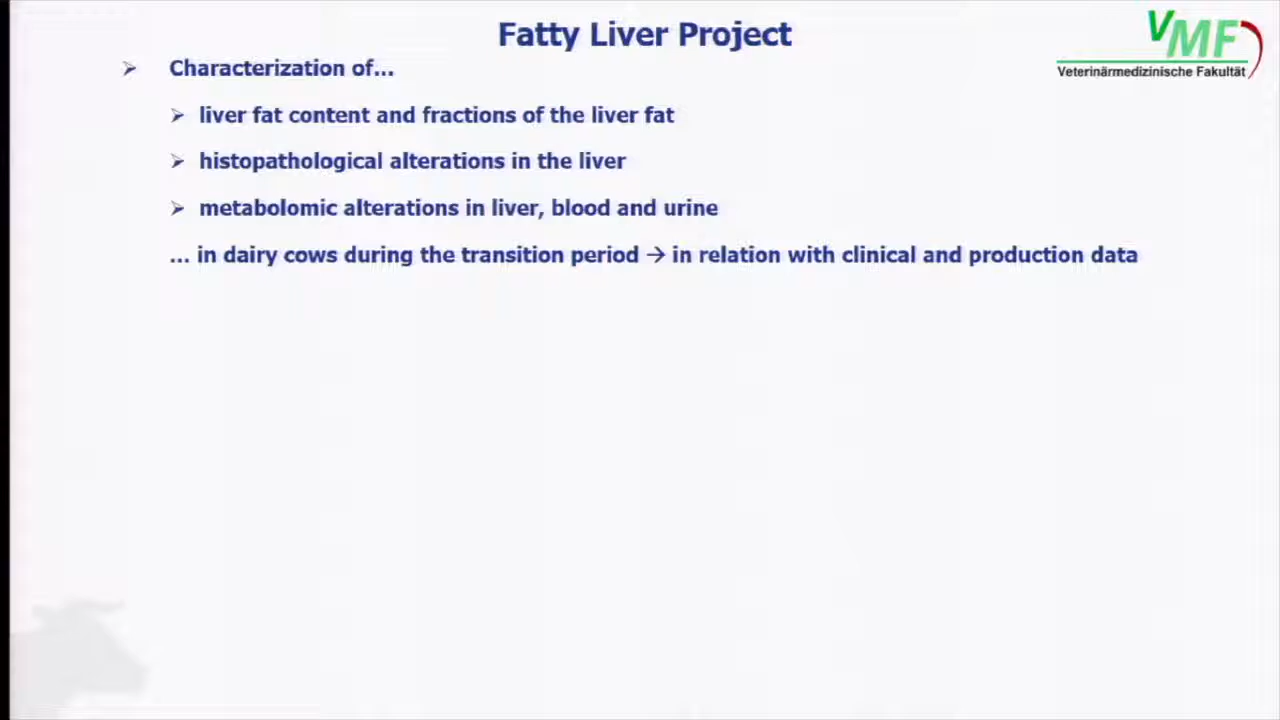 Fatty Liver Project
VMF
Veterinärmedizinische Fakultät
Characterization of...
liver fat content and fractions of the liver fat
histopathological alterations in the liver
metabolomic alterations in liver, blood and urine
... in dairy cows during the transition period → in relation with clinical and production data